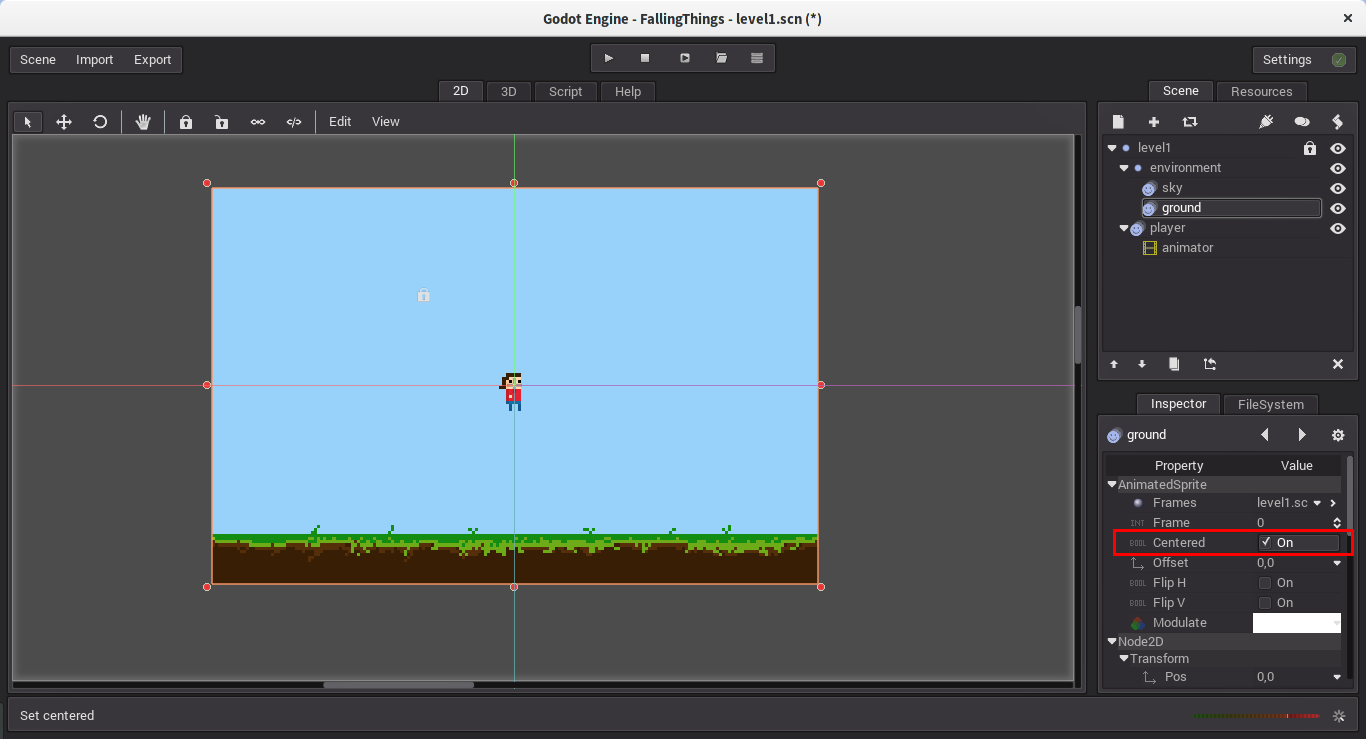 Godot Engine - FallingThings - level1.scn (*)
Scene Import Export
Settings
2D 3D Script Help
Scene Resources
Edit View
level1
environment
sky
ground
player
animator
Inspector FileSystem
ground
Property Value
AnimatedSprite
Frames level1.sc
INT Frame 0
BOOL Centered On
Offset 0,0
BOOL Flip H On
BOOL Flip V On
Modulate
Node2D
Transform
Pos 0,0
Set centered